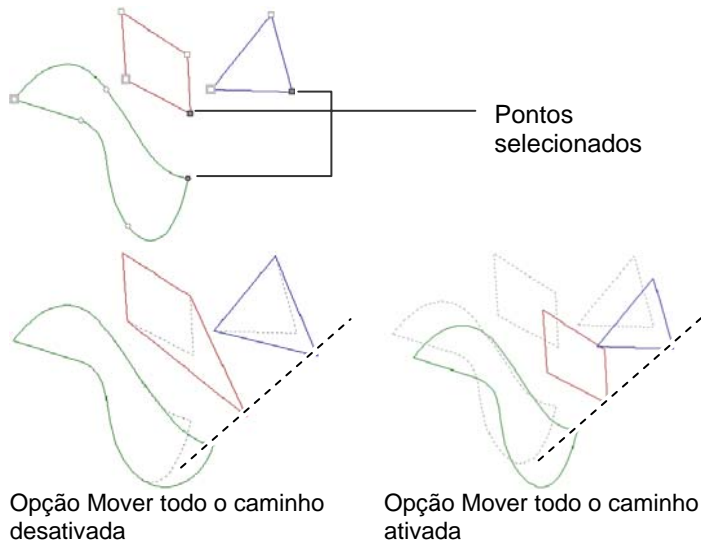 Pontos
selecionados
Opção Mover todo o caminho
desativada
Opção Mover todo o caminho
ativada